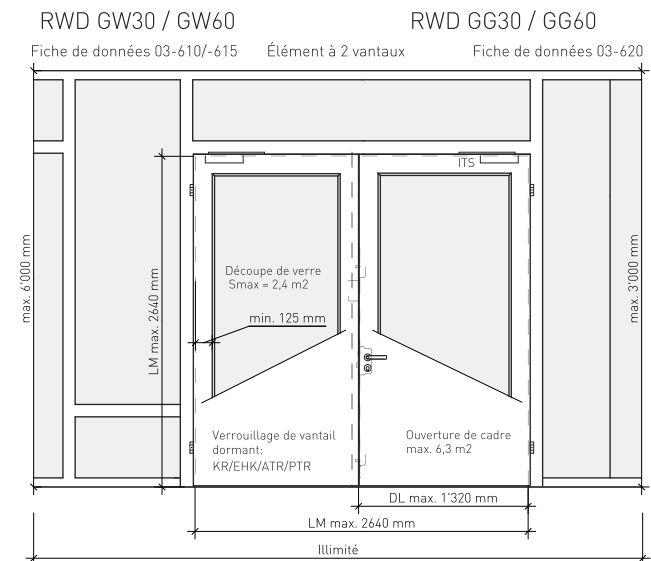 RWD GW30 / GW60
RWD GG30 / GG60
Fiche de données 03-610/-615
Élément à 2 vantaux
Fiche de données 03-620
ITS
max. 6'000 mm
LM max. 2640 mm
Découpe de verre
Smax = 2,4 m2
min. 125 mm
max. 3'000 mm
Verrouillage de vantail
dormant:
KR/EHK/ATR/PTR
Ouverture de cadre
max. 6,3 m2
DL max. 1'320 mm
LM max. 2640 mm
Illimité